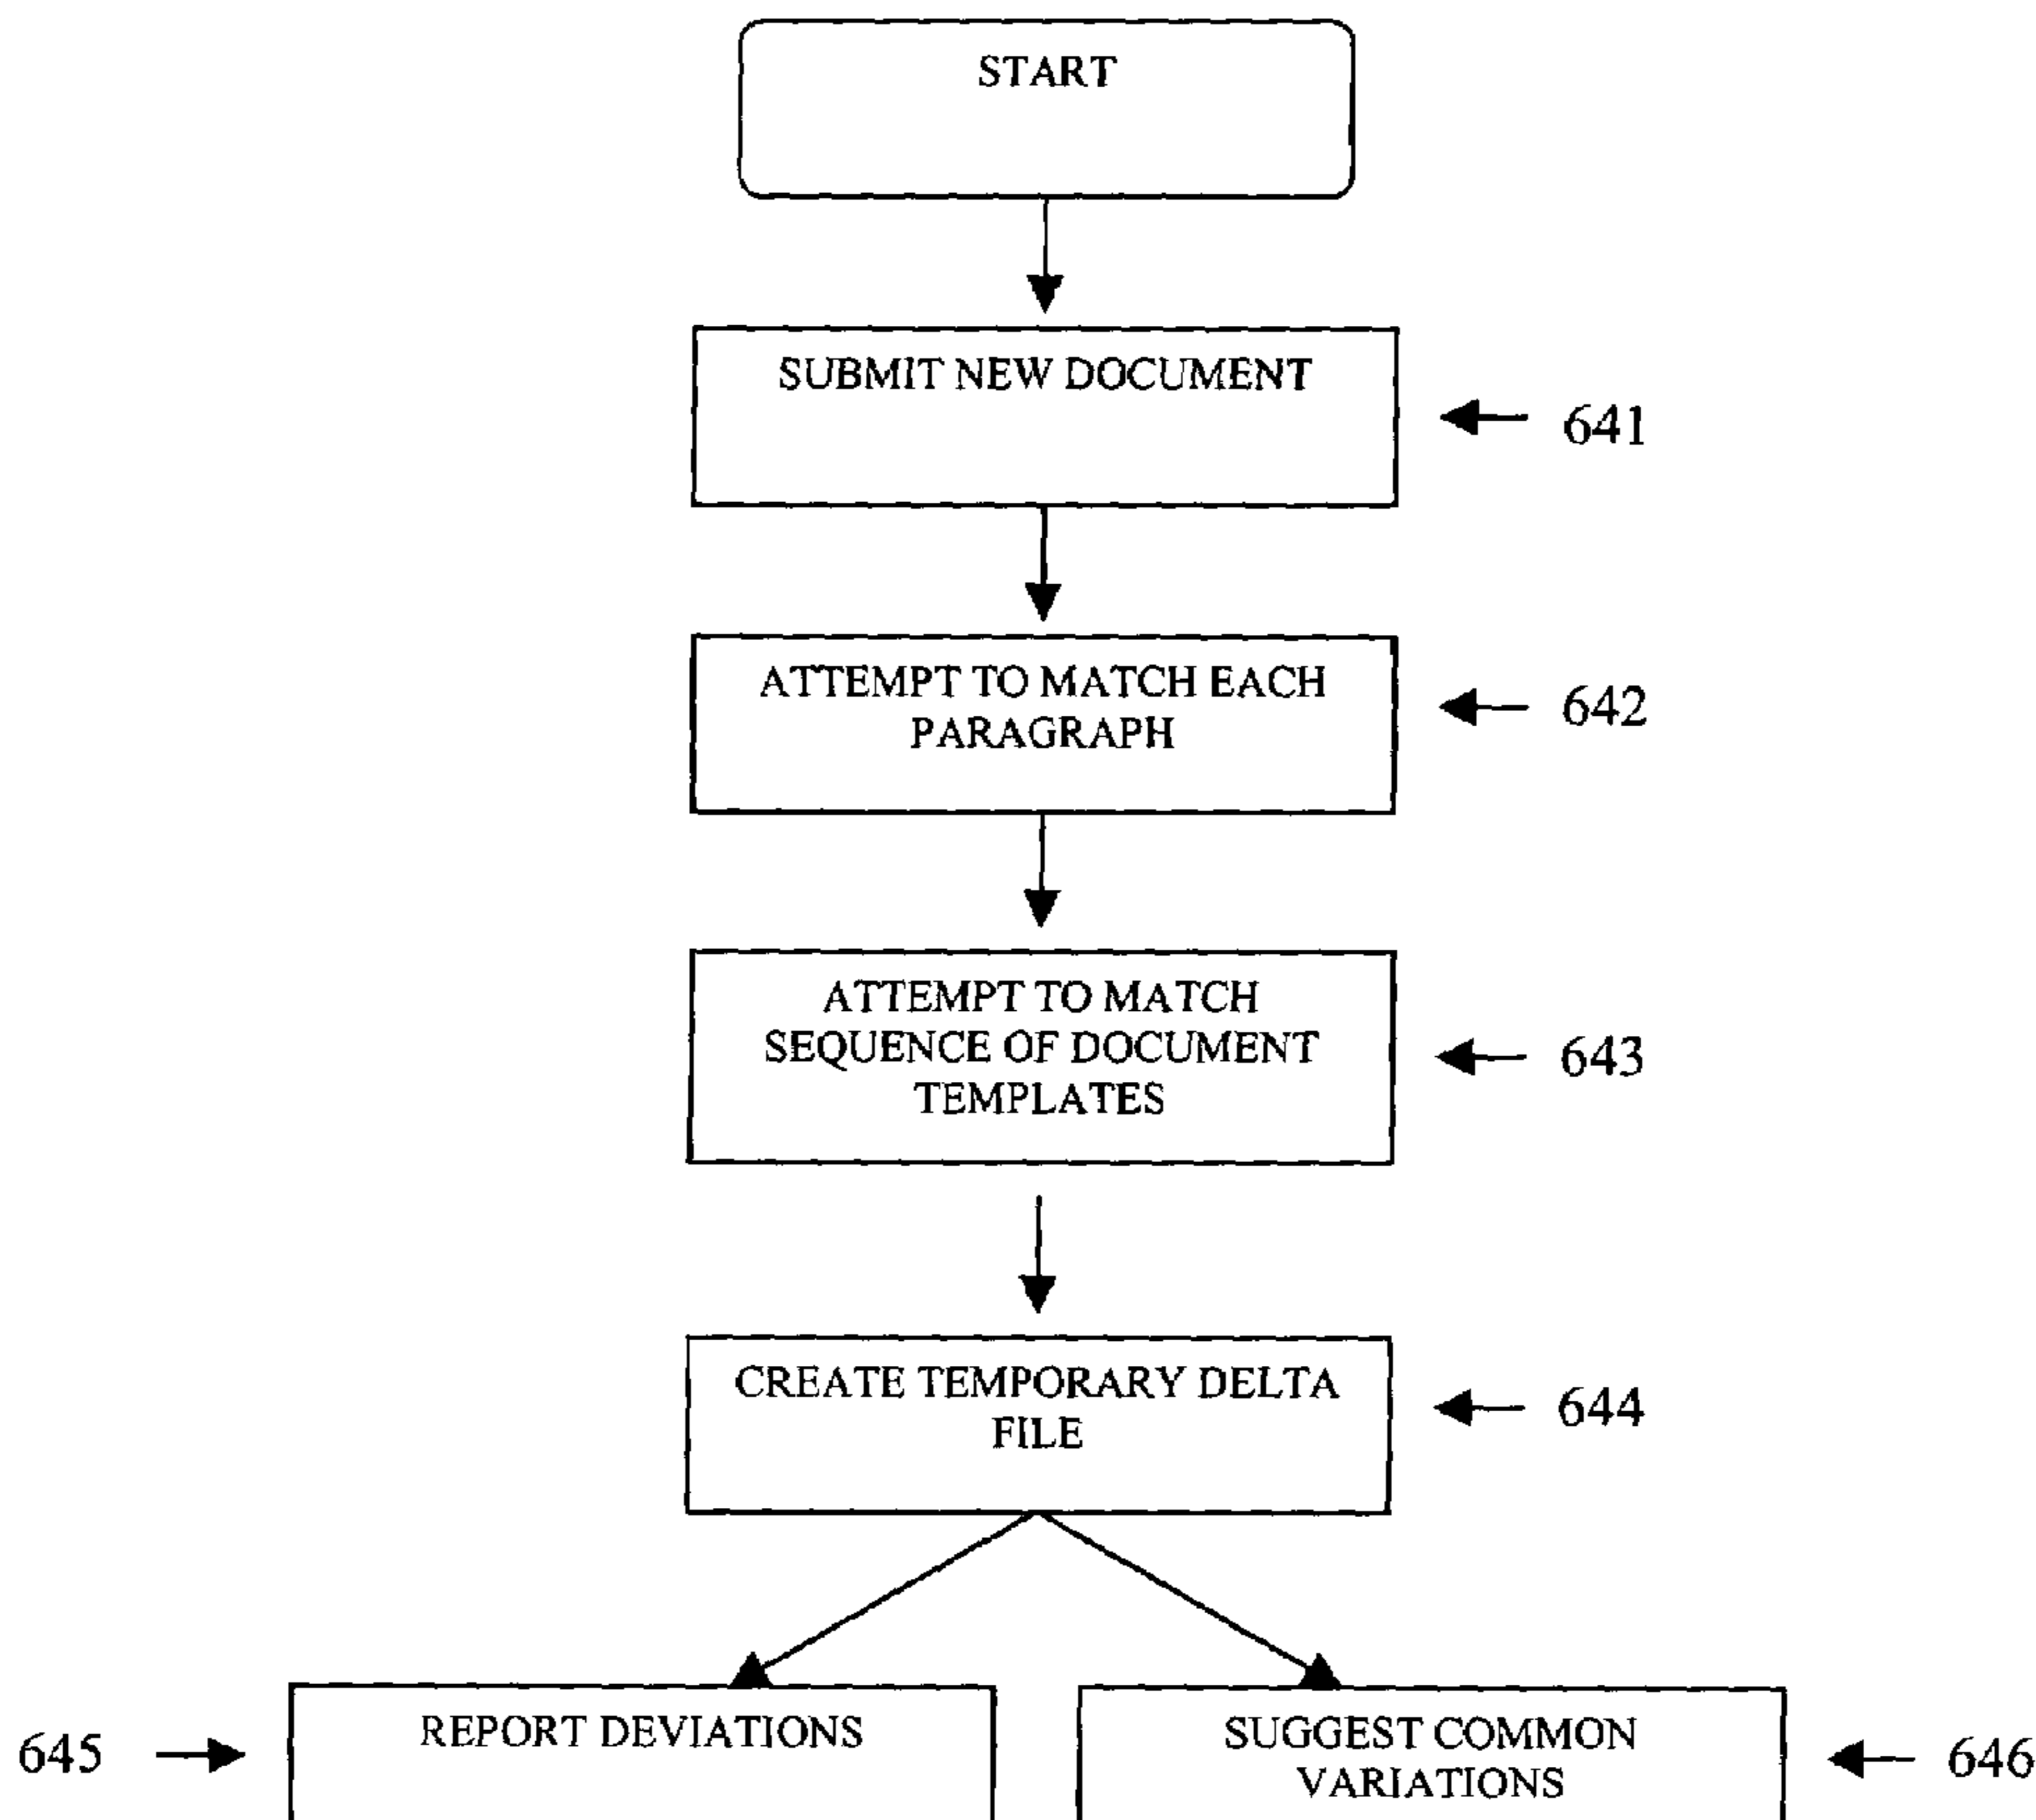 START
SUBMIT NEW DOCUMENT
641
ATTEMPT TO MATCH EACH
PARAGRAPH
642
ATTEMPT TO MATCH
SEQUENCE OF DOCUMENT
TEMPLATES
643
CREATE TEMPORARY DELTA
FILE
644
645
REPORT DEVIATIONS
SUGGEST COMMON
VARIATIONS
646